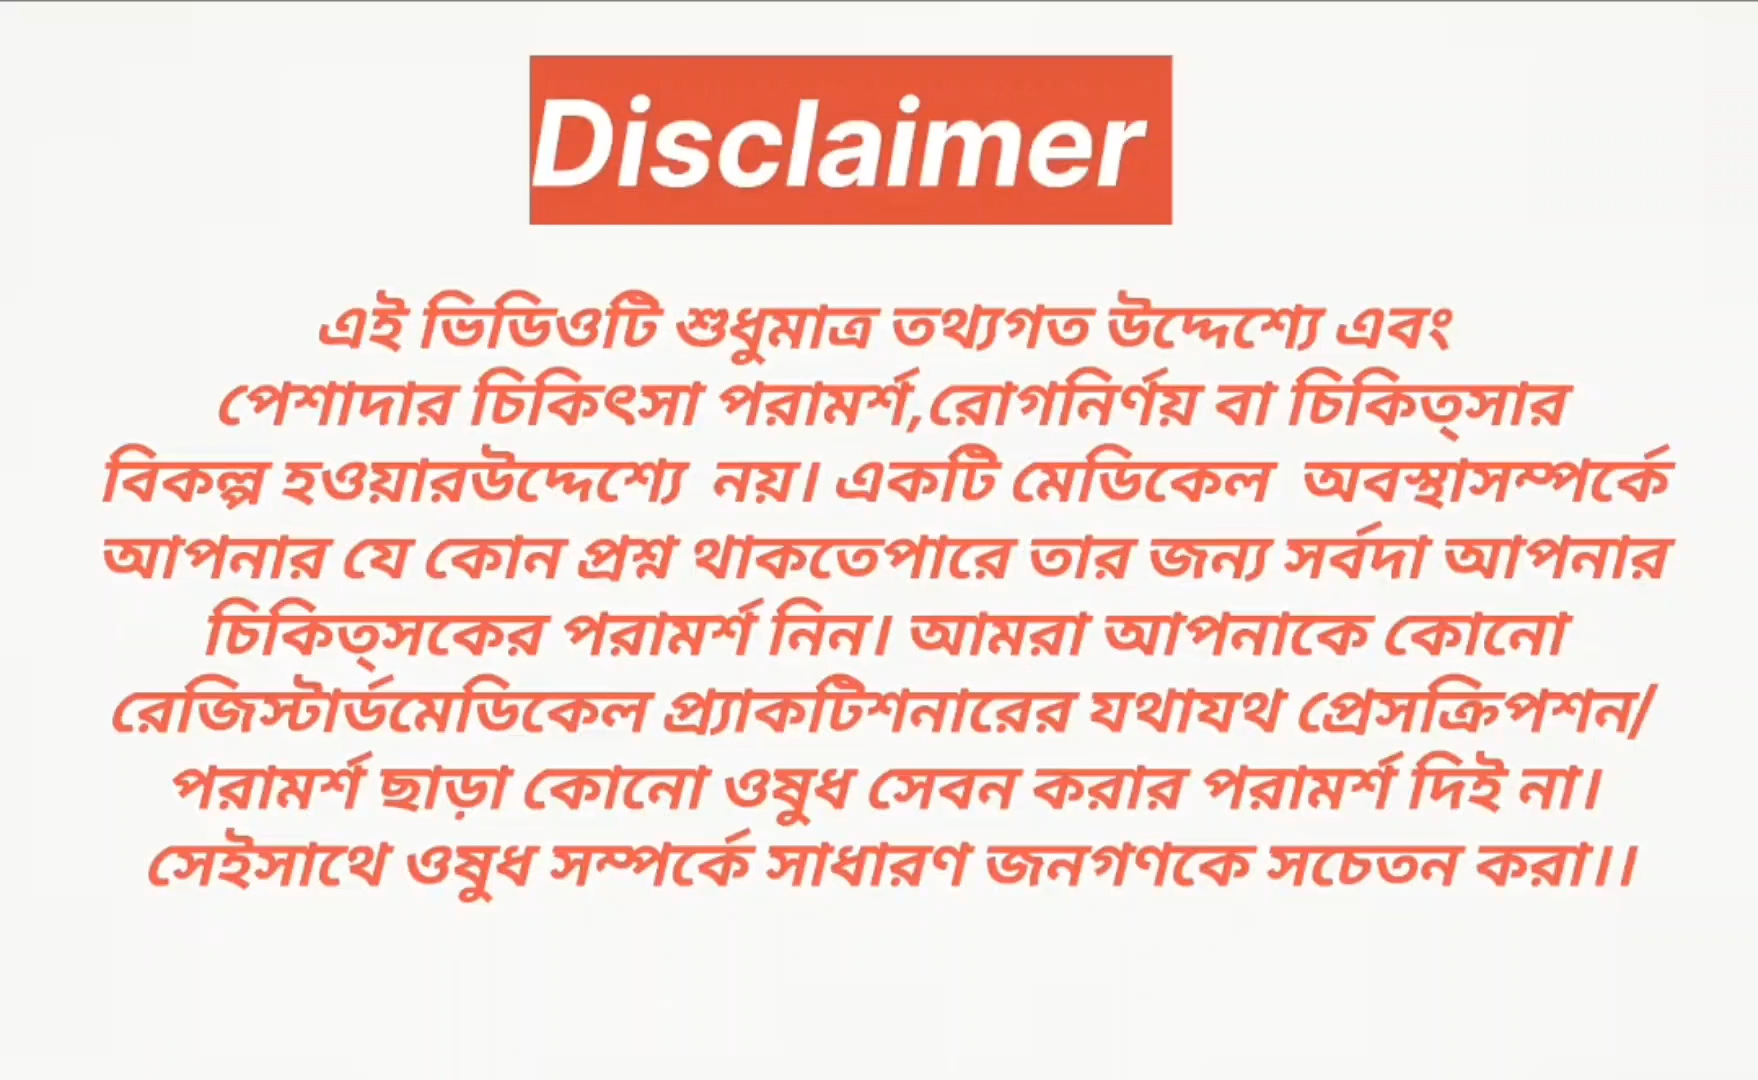 Disclaimer
এই ভিডিওটি শুধুমাত্র তথ্যগত উদ্দেশ্যে এবং
পেশাদার চিকিৎসা পরামর্শ,রোগনির্ণয় বা চিকিত্সার
বিকল্প হওয়ারউদ্দেশ্যে নয়। একটি মেডিকেল অবস্থাসম্পর্কে
আপনার যে কোন প্রশ্ন থাকতেপারে তার জন্য সর্বদা আপনার
চিকিত্সকের পরামর্শ নিন। আমরা আপনাকে কোনো
রেজিস্টার্ডমেডিকেল প্র্যাকটিশনারের যথাযথ প্রেসক্রিপশন/
পরামর্শ ছাড়া কোনো ওষুধ সেবন করার পরামর্শ দিই না।
সেইসাথে ওষুধ সম্পর্কে সাধারণ জনগণকে সচেতন করা।।